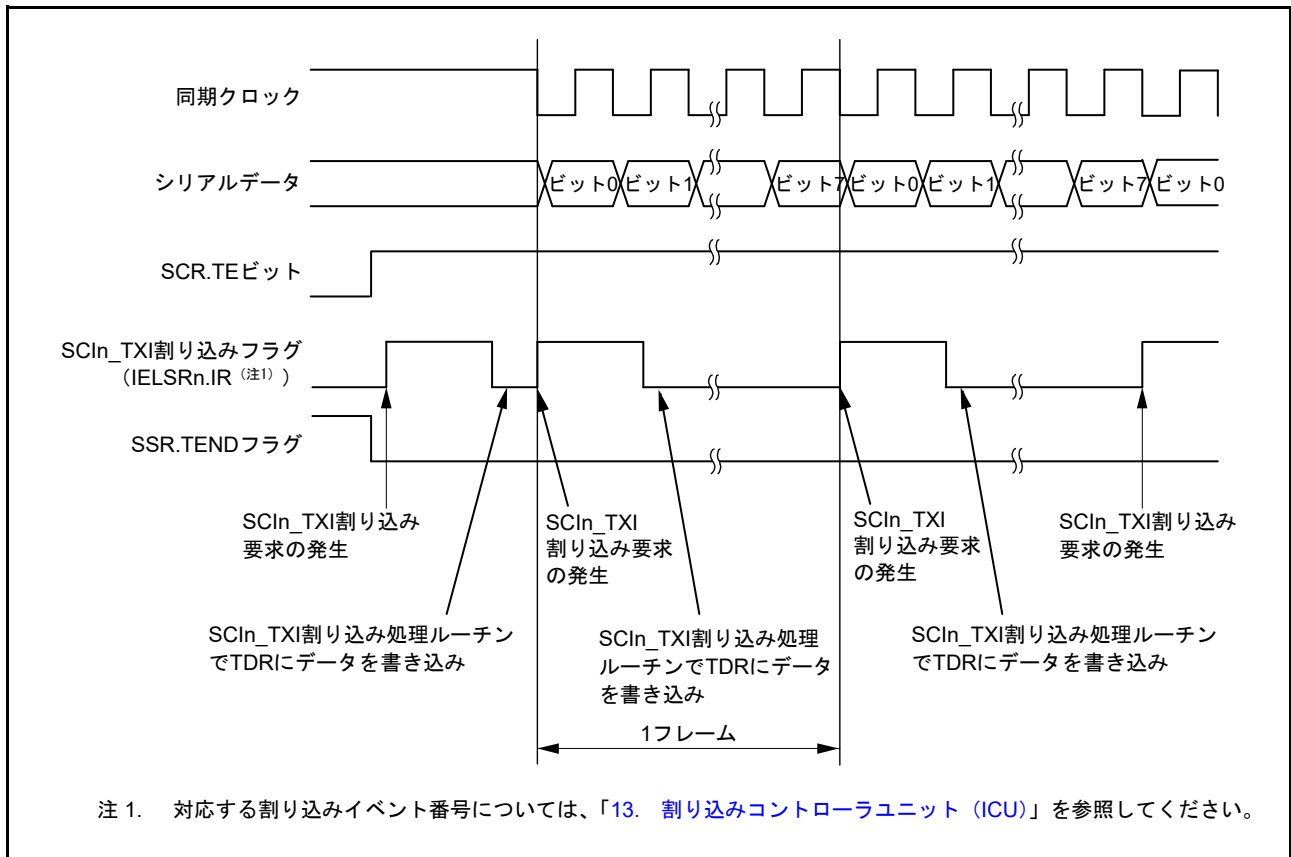 同期クロック
シリアルデータ
ビット0 ビット1 ビット7 ビット0 ビット1 ビット7 ビット0
SCR.TEビット
SCIn_TXI割り込みフラグ
（IELSRn.IR（注1））
SSR.TENDフラグ
SCIn_TXI割り込み
要求の発生
SCIn_TXI
割り込み要求
の発生
SCIn_TXI
割り込み要求
の発生
SCIn_TXI割り込み
要求の発生
SCIn_TXI割り込み処理ルーチン
でTDRにデータを書き込み
SCIn_TXI割り込み処理
ルーチンでTDRにデータ
を書き込み
SCIn_TXI割り込み処理ルーチン
でTDRにデータを書き込み
1フレーム
注 1. 対応する割り込みイベント番号については、「13. 割り込みコントローラユニット（ICU）」を参照してください。